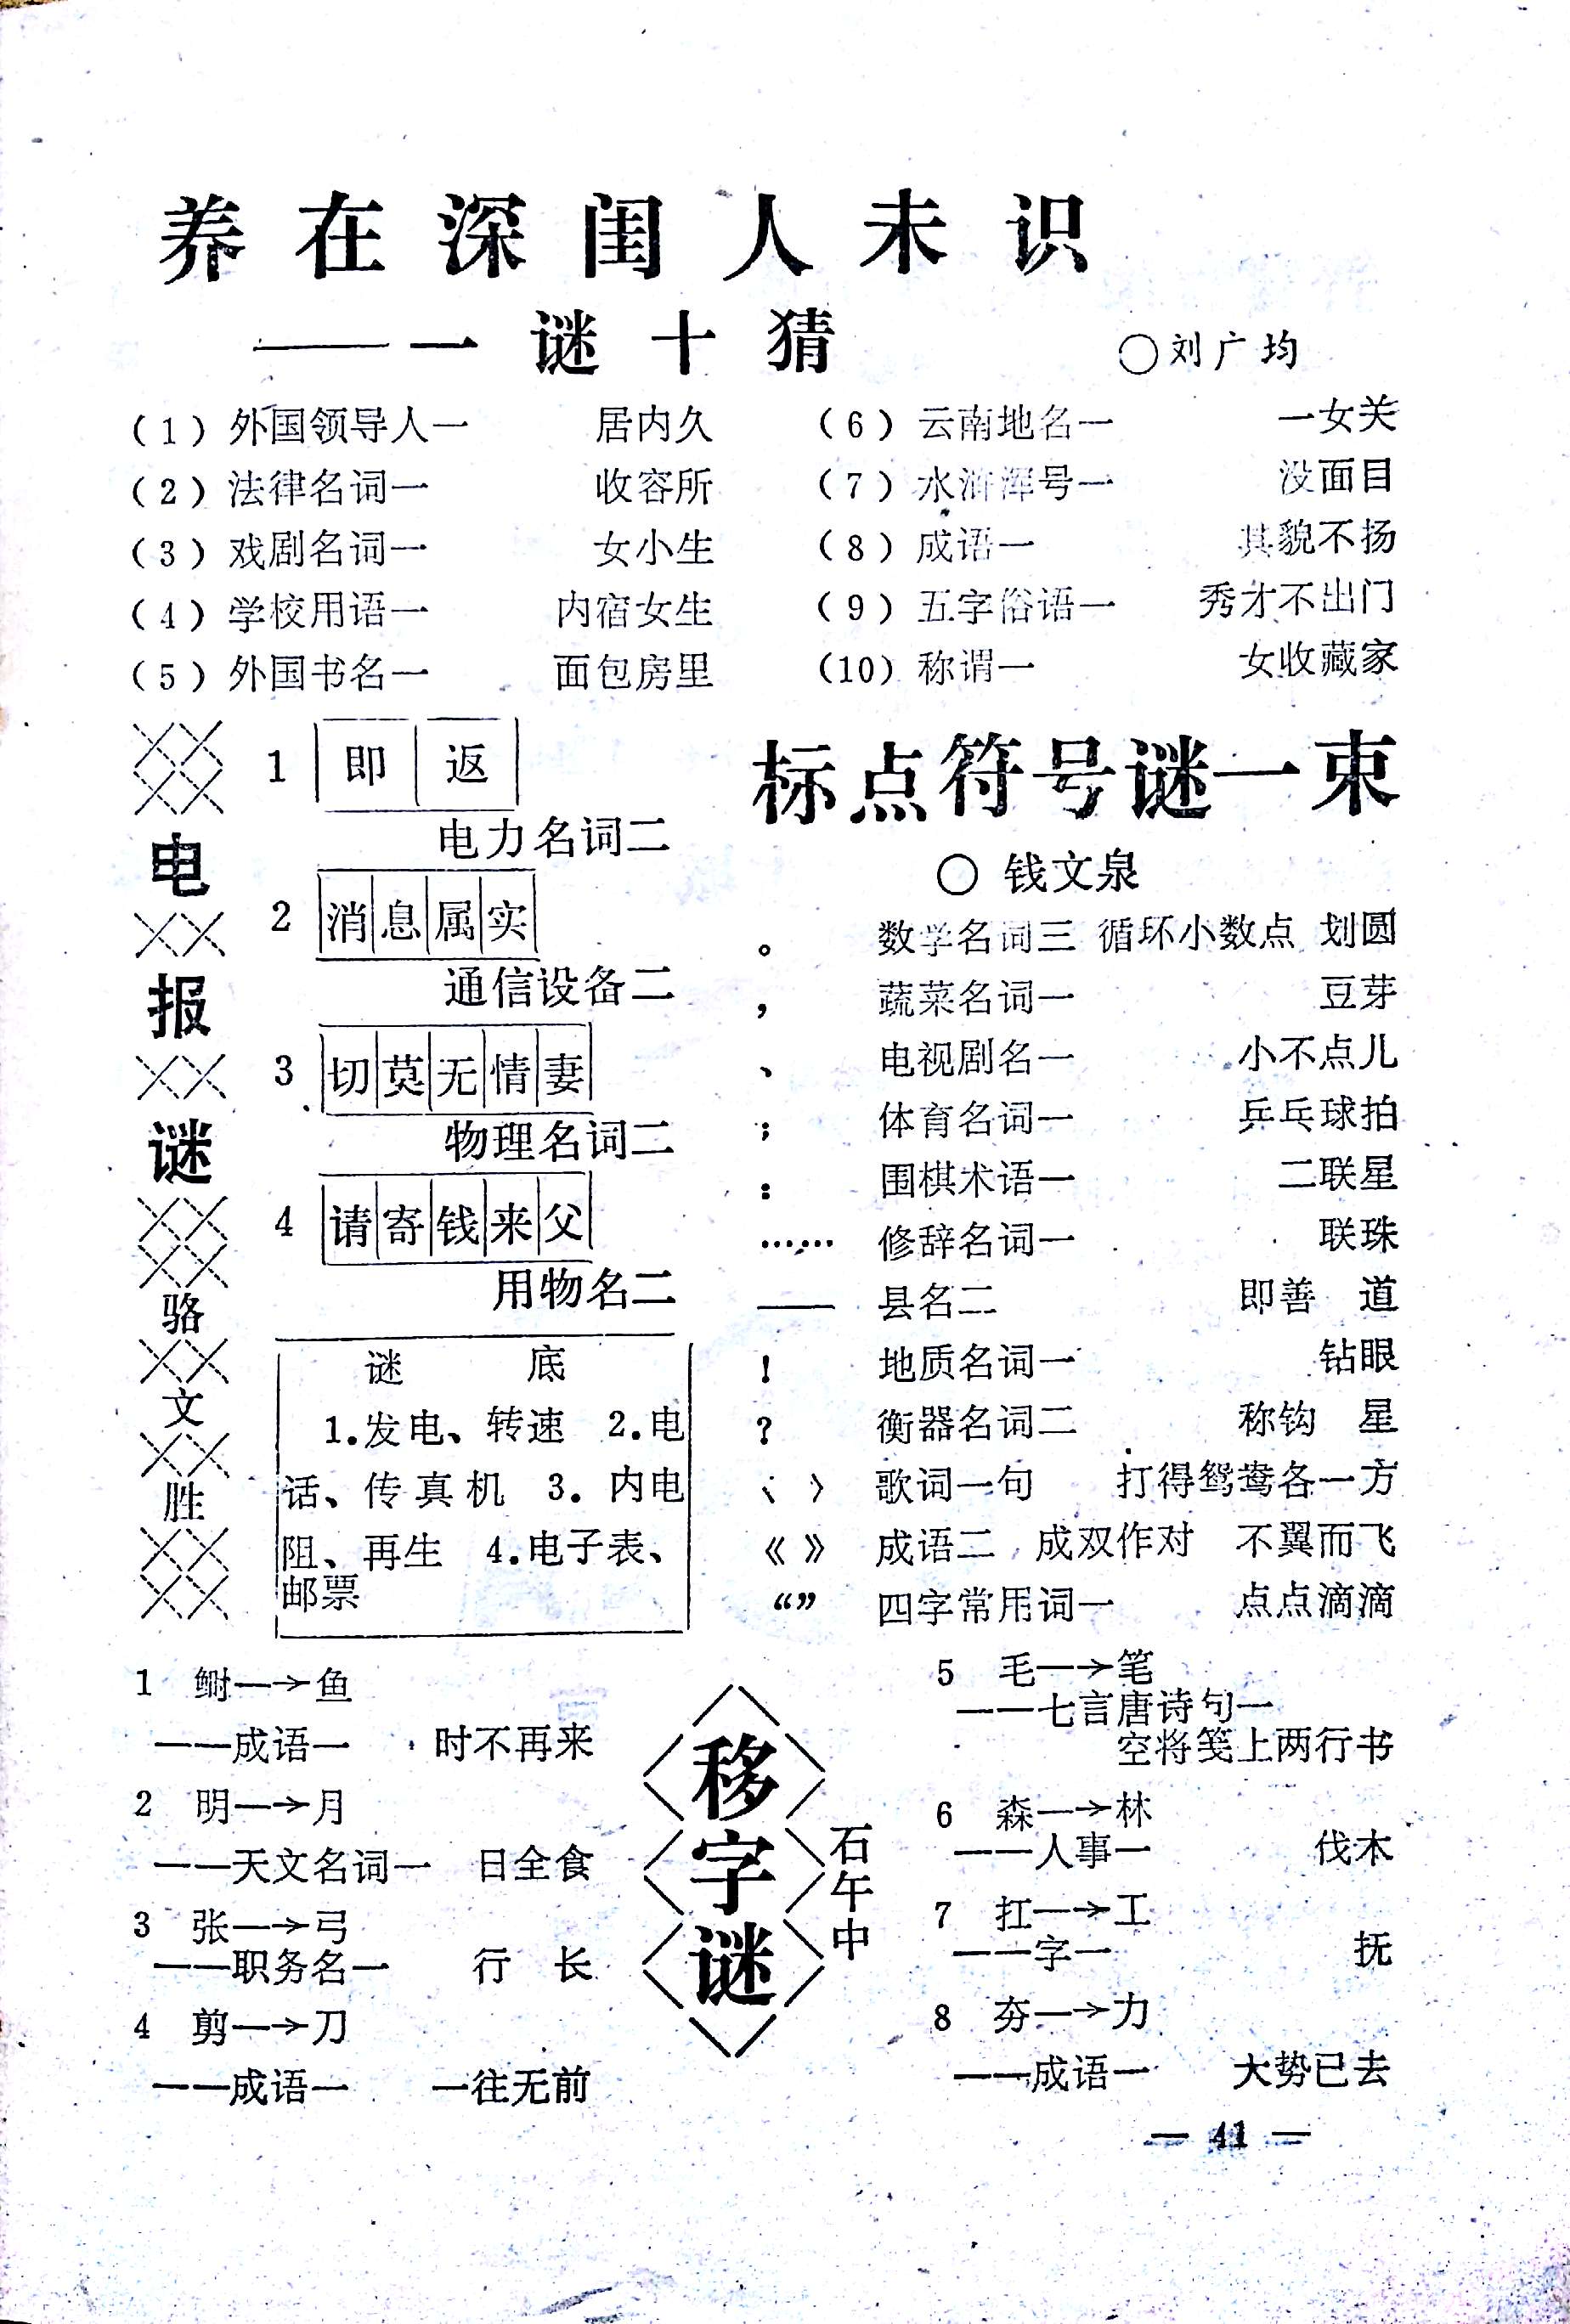 养在深闺人未识
——一谜十猜 ○刘广均
（1）外国领导人一 居内久
（2）法律名词一 收容所
（3）戏剧名词一 女小生
（4）学校用语一 内宿女生
（5）外国书名一 面包房里
（6）云南地名一 一女关
（7）水浒浑号一 没面目
（8）成语一 其貌不扬
（9）五字俗语一 秀才不出门
（10）称谓一 女收藏家
电报谜
骆文胜
1 即返
电力名词二
2 消息属实
通信设备二
3 切莫无情妻
物理名词二
4 请寄钱来父
用物名二
谜 底
1.发电、转速 2.电
话、传真机 3.内电
阻、再生 4.电子表、
邮票
标点符号谜一束
○ 钱文泉
。 数学名词三 循环小数点 划圆
， 蔬菜名词一 豆芽
、 电视剧名一 小不点儿
； 体育名词一 乒乓球拍
： 围棋术语一 二联星
…… 修辞名词一 联珠
—— 县名二 即善 道
！ 地质名词一 钻眼
？ 衡器名词二 称钩 星
〈 〉 歌词一句 打得鸳鸯各一方
《 》 成语二 成双作对 不翼而飞
“” 四字常用词一 点点滴滴
移字谜
石午中
1 鲥—→鱼
——成语一 时不再来
2 明—→月
——天文名词一 日全食
3 张—→弓
——职务名一 行 长
4 剪—→刀
——成语一 一往无前
5 毛—→笔
——七言唐诗句一
空将笺上两行书
6 森—→林
——人事一 伐木
7 扛—→工
——字一 抚
8 夯—→力
——成语一 大势已去
— 41 —